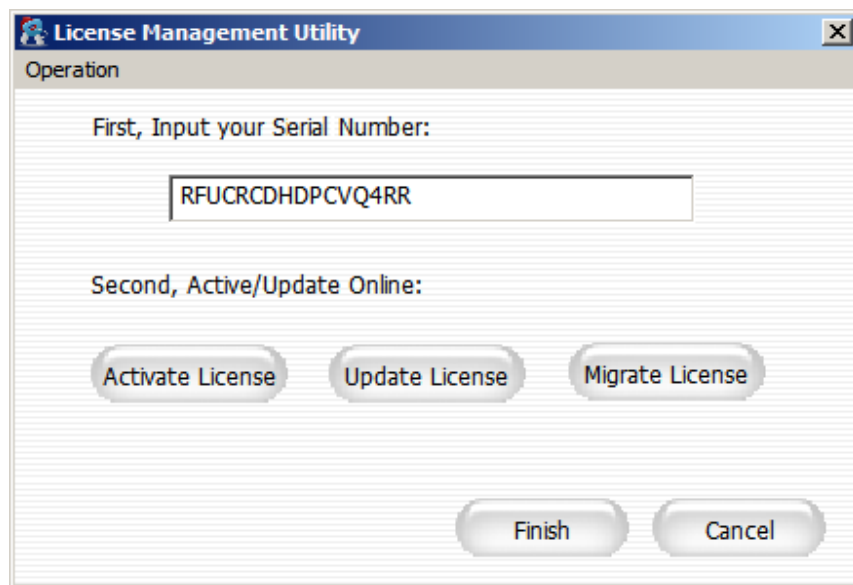 License Management Utility
Operation
First, Input your Serial Number:
RFUCRCDHDPCVQ4RR
Second, Active/Update Online:
Activate License Update License Migrate License
Finish Cancel